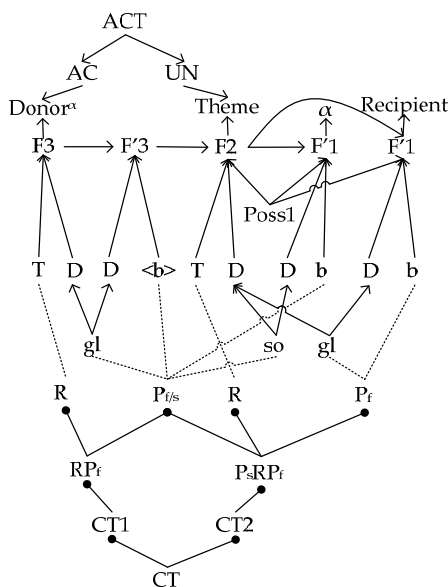 ACT
AC UN
Donorα Theme α Recipient
F3 F'3 F2 F'1 F'1
Poss1
T D D <b> T D D b D b
gl so gl
R Pf/s R Pf
RPf PsRPf
CT1 CT2
CT